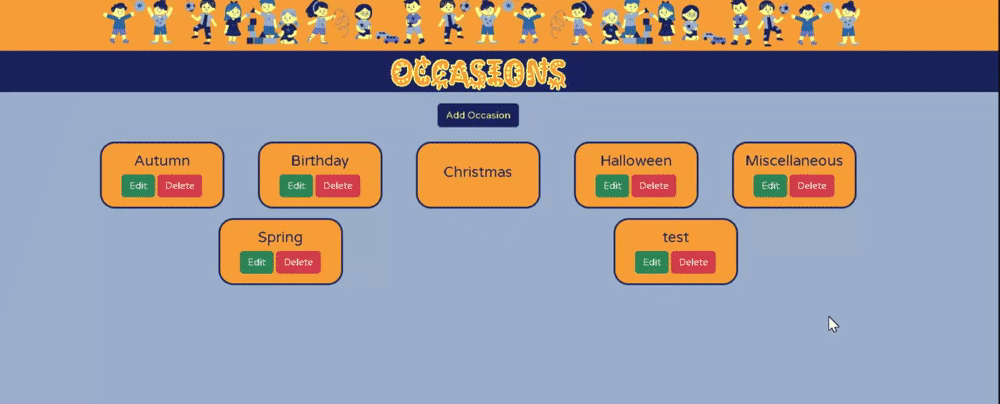 OCCASIONS
Add Occasion
Autumn Birthday Christmas Halloween Miscellaneous
Edit Delete Edit Delete Edit Delete Edit Delete
Spring test
Edit Delete Edit Delete